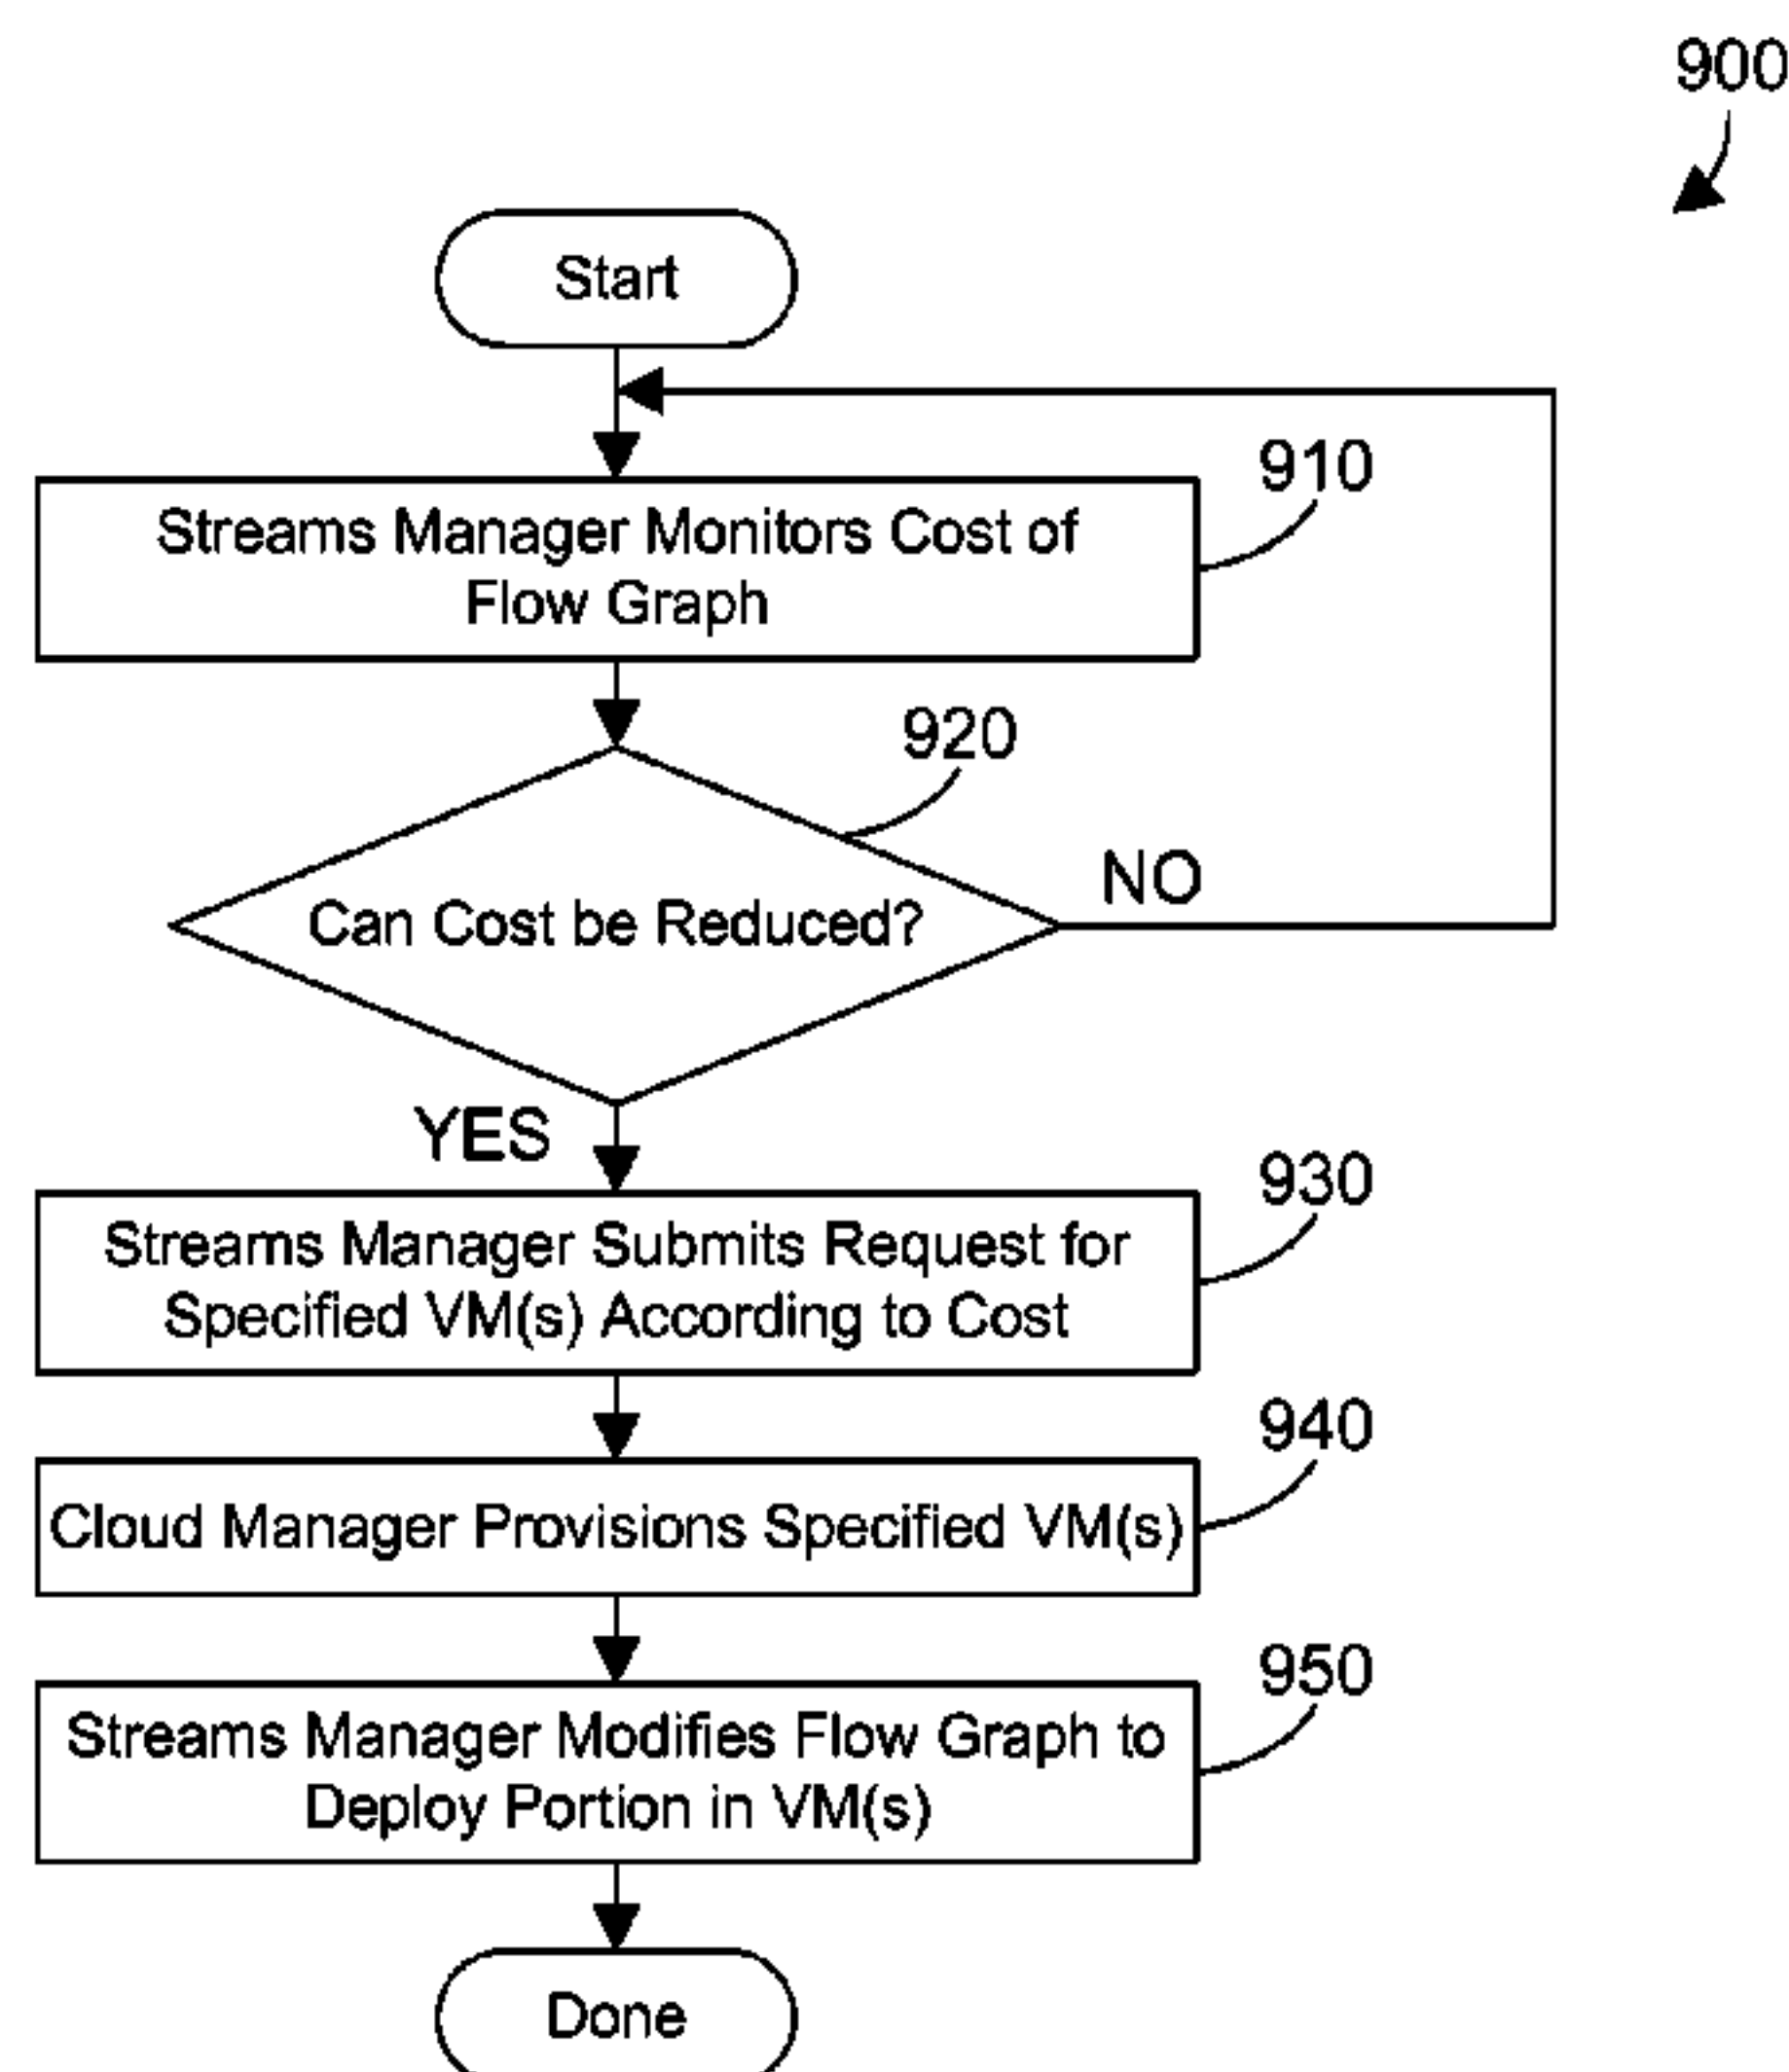 900
Start
910
Streams Manager Monitors Cost of
Flow Graph
920
Can Cost be Reduced?
NO
YES
930
Streams Manager Submits Request for
Specified VM(s) According to Cost
940
Cloud Manager Provisions Specified VM(s)
950
Streams Manager Modifies Flow Graph to
Deploy Portion in VM(s)
Done